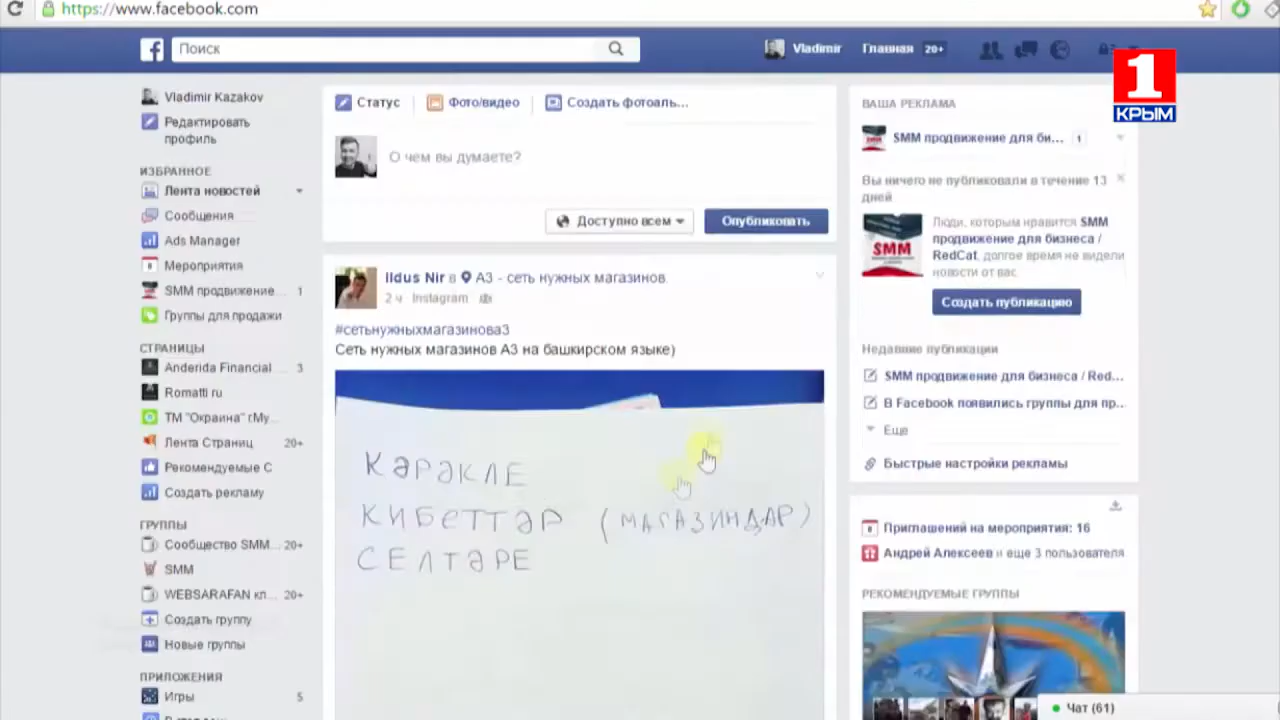 https://www.facebook.com
Поиск
Vladimir Главная 20+
1
КРЫМ
Vladimir Kazakov
Редактировать
профиль
ИЗБРАННОЕ
Лента новостей
Сообщения
Ads Manager
Мероприятия
SMM продвижение... 1
Группы для продажи
СТРАНИЦЫ
Anderida Financial 3
Romatti ru
ТМ "Окраина" г.Му...
Лента Страниц 20+
Рекомендуемые С
Создать рекламу
ГРУППЫ
Сообщество SMM... 20+
SMM
WEBSARAFAN кл... 20+
Создать группу
Новые группы
ПРИЛОЖЕНИЯ
Игры 5
Статус Фото/видео Создать фотоаль...
О чем вы думаете?
Доступно всем Опубликовать
Ildus Nir в А3 - сеть нужных магазинов
2 ч Instagram
#сетьнужныхмагазинова3
Сеть нужных магазинов А3 на башкирском языке)
КӘРӘКЛЕ
КИБЕТТӘР (МАГАЗИНДАР)
СЕЛТӘРЕ
ВАША РЕКЛАМА
SMM продвижение для би... 1
Вы ничего не публиковали в течение 13
дней
SMM
Люди, которым нравится SMM
продвижение для бизнеса /
RedCat, долгое время не видели
новости от вас
Создать публикацию
Недавние публикации
SMM продвижение для бизнеса / Red...
В Facebook появились группы для пр...
Еще
Быстрые настройки рекламы
Приглашений на мероприятия: 16
Андрей Алексеев и еще 3 пользователя
РЕКОМЕНДУЕМЫЕ ГРУППЫ
Чат (61)